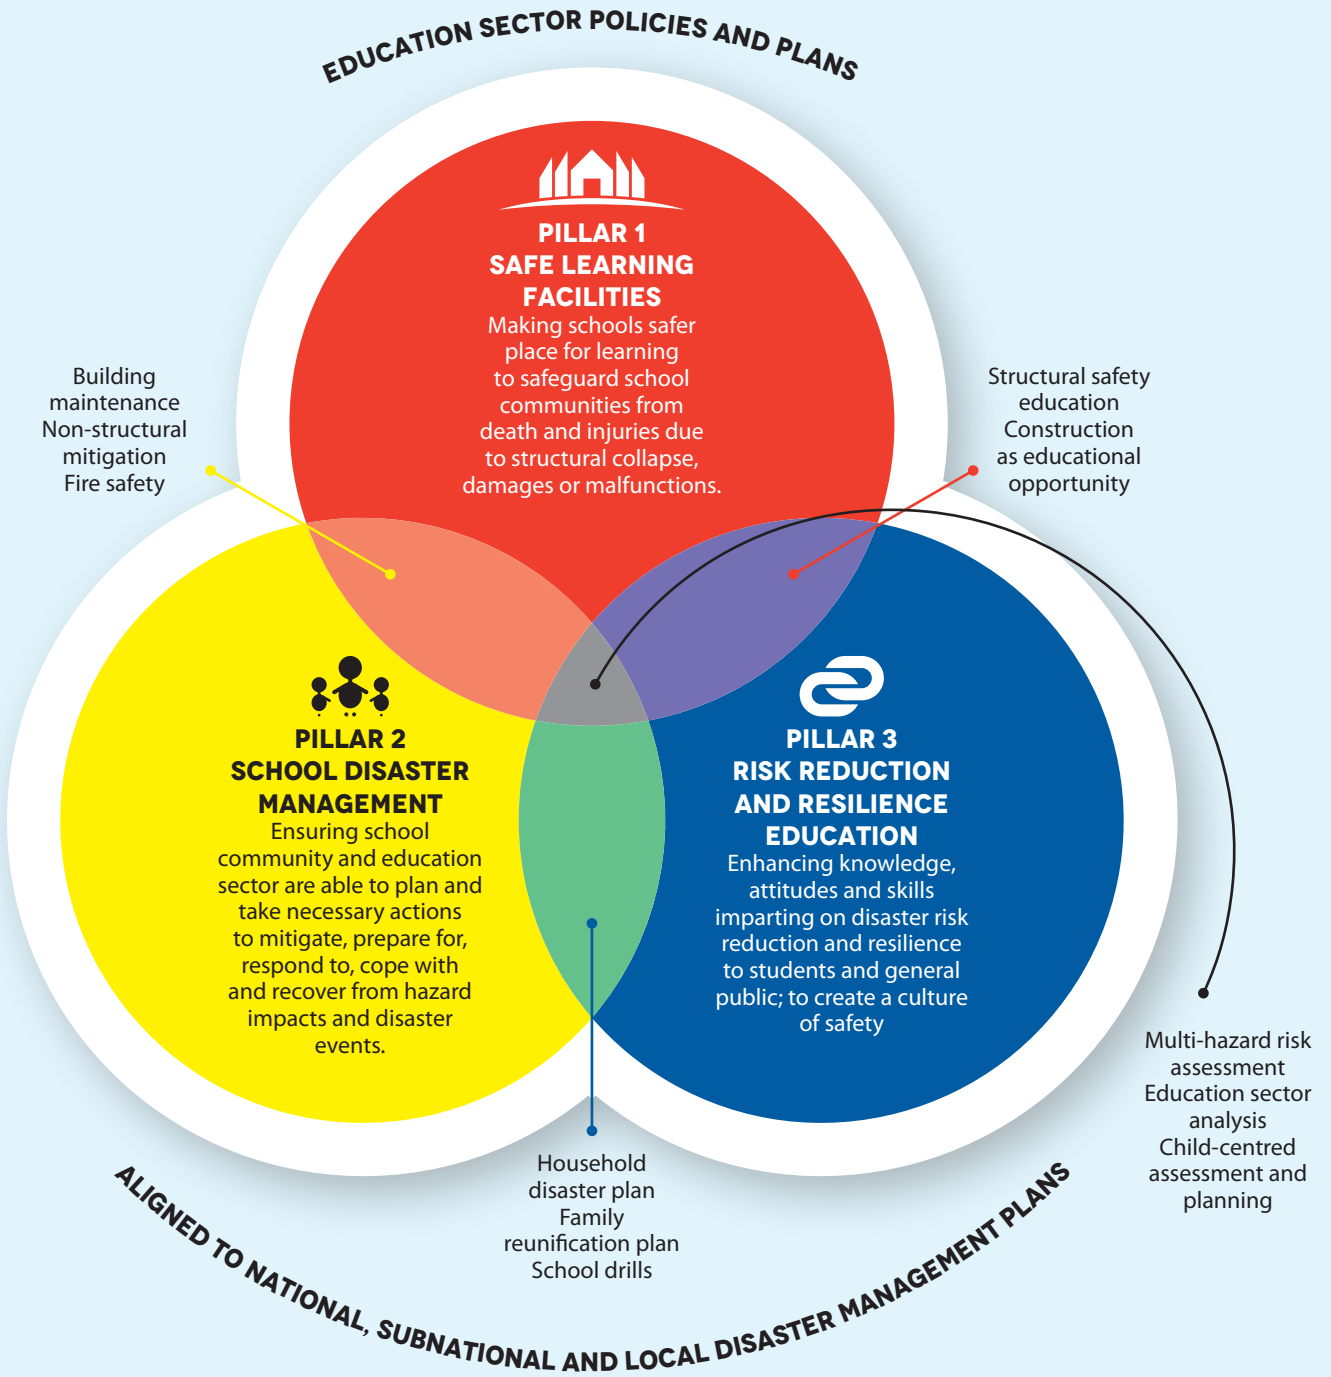 EDUCATION SECTOR POLICIES AND PLANS
PILLAR 1
SAFE LEARNING
FACILITIES
Making schools safer
place for learning
to safeguard school
communities from
death and injuries due
to structural collapse,
damages or malfunctions.
Building
maintenance
Non-structural
mitigation
Fire safety
Structural safety
education
Construction
as educational
opportunity
PILLAR 2
SCHOOL DISASTER
MANAGEMENT
Ensuring school
community and education
sector are able to plan and
take necessary actions
to mitigate, prepare for,
respond to, cope with
and recover from hazard
impacts and disaster
events.
PILLAR 3
RISK REDUCTION
AND RESILIENCE
EDUCATION
Enhancing knowledge,
attitudes and skills
imparting on disaster risk
reduction and resilience
to students and general
public; to create a culture
of safety
Multi-hazard risk
assessment
Education sector
analysis
Child-centred
assessment and
planning
Household
disaster plan
Family
reunification plan
School drills
ALIGNED TO NATIONAL, SUBNATIONAL AND LOCAL DISASTER MANAGEMENT PLANS